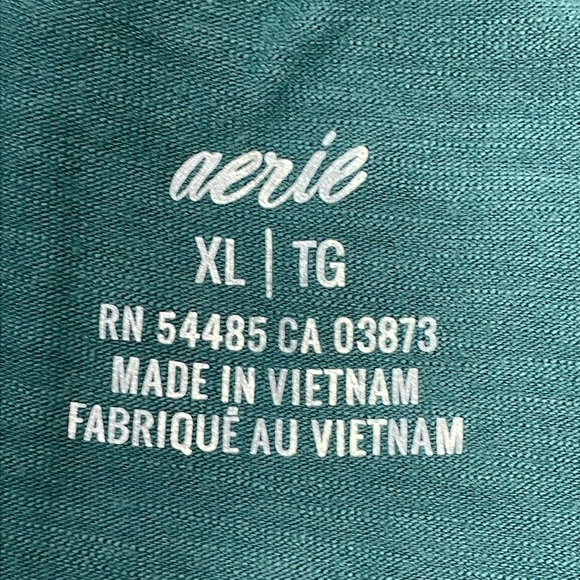 aerie
XL | TG
RN 54485 CA 03873
MADE IN VIETNAM
FABRIQUÉ AU VIETNAM